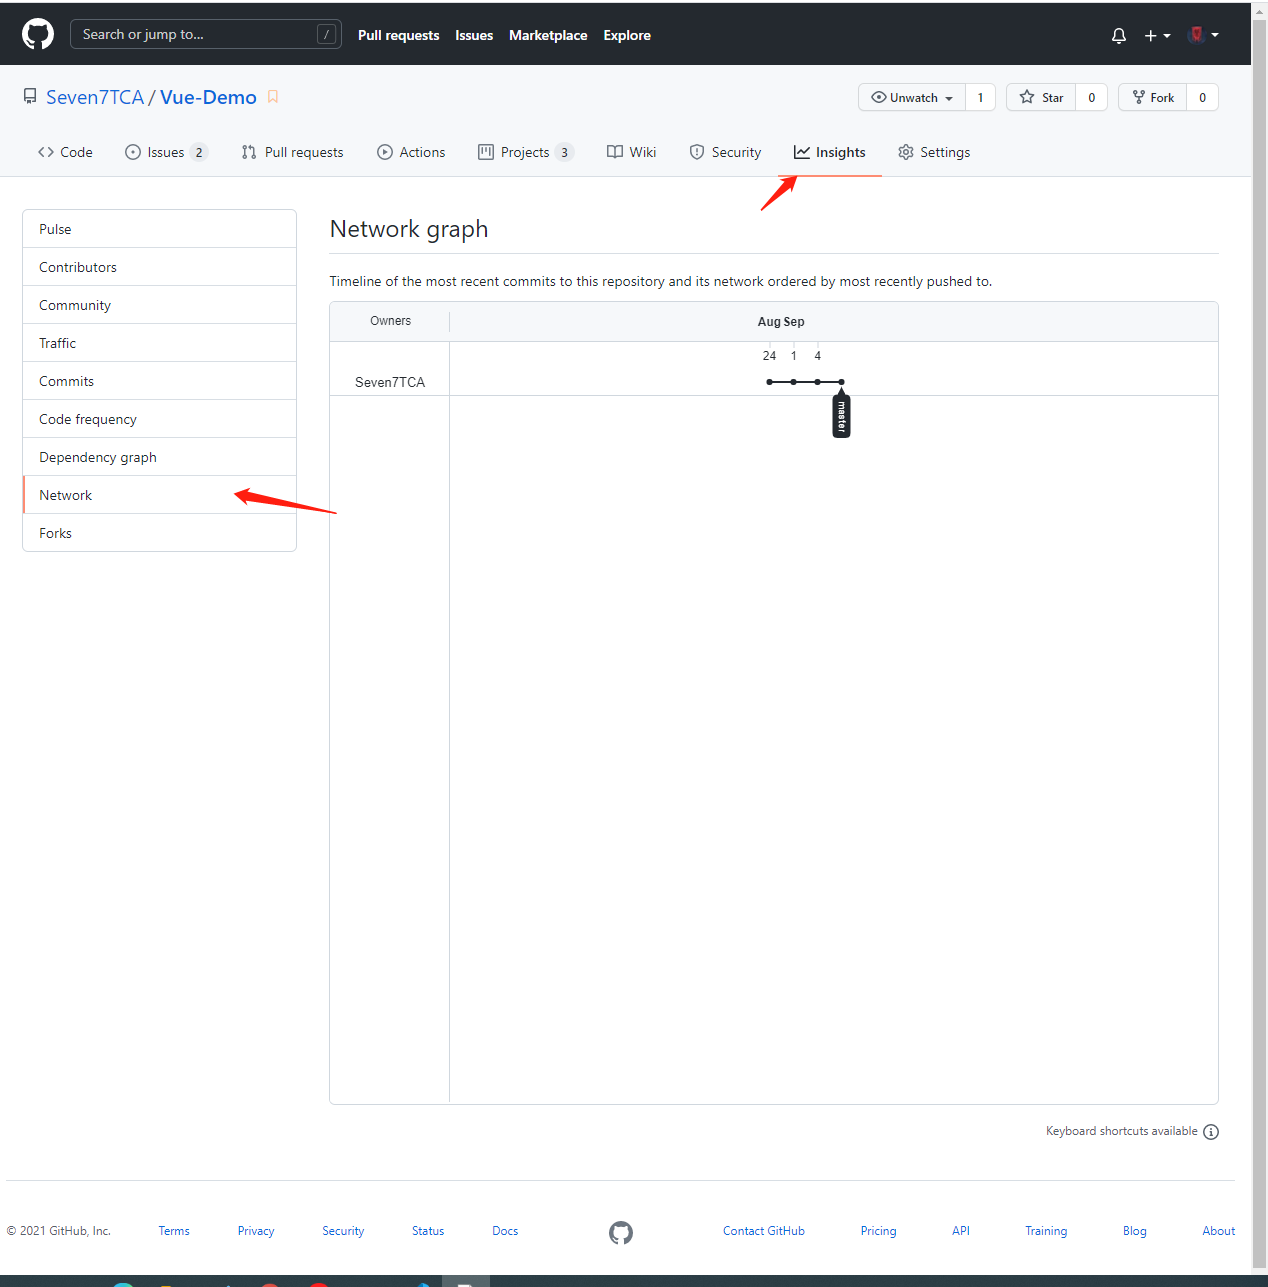 Search or jump to... /
Pull requests Issues Marketplace Explore
Seven7TCA / Vue-Demo
Unwatch 1 Star 0 Fork 0
Code Issues 2 Pull requests Actions Projects 3 Wiki Security Insights Settings
Pulse
Contributors
Community
Traffic
Commits
Code frequency
Dependency graph
Network
Forks
Network graph
Timeline of the most recent commits to this repository and its network ordered by most recently pushed to.
Owners Aug Sep
24 1 4
Seven7TCA
master
Keyboard shortcuts available
© 2021 GitHub, Inc. Terms Privacy Security Status Docs Contact GitHub Pricing API Training Blog About